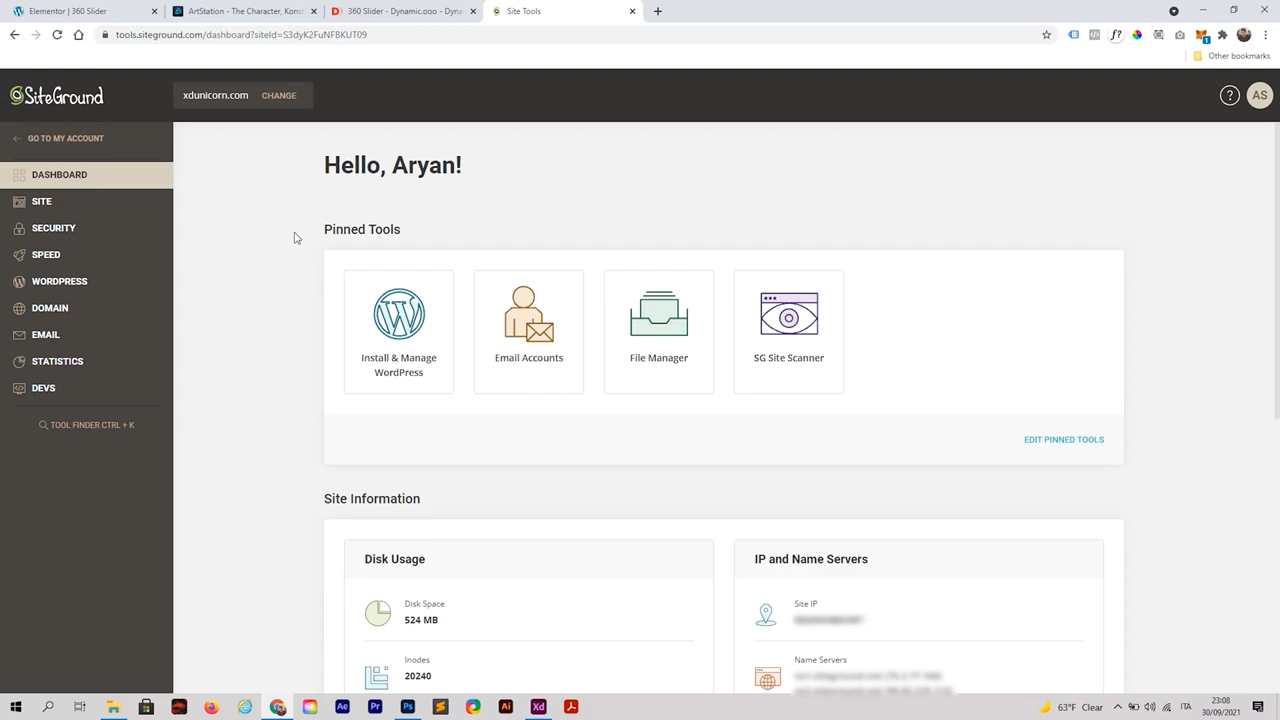 Elementor | 360 Slider
ArtStation - The Character, Konst
360 Slider - Dynamic.ooo - Dyna
Site Tools
tools.siteground.com/dashboard?siteId=S3dyK2FuNFBKUT09
Other bookmarks
SiteGround
xdunicorn.com CHANGE
AS
GO TO MY ACCOUNT
DASHBOARD
SITE
SECURITY
SPEED
WORDPRESS
DOMAIN
EMAIL
STATISTICS
DEVS
TOOL FINDER CTRL + K
Hello, Aryan!
Pinned Tools
Install & Manage
WordPress
Email Accounts
File Manager
SG Site Scanner
EDIT PINNED TOOLS
Site Information
Disk Usage
Disk Space
524 MB
Inodes
20240
IP and Name Servers
Site IP
Name Servers
63°F Clear
ITA
23:08
30/09/2021